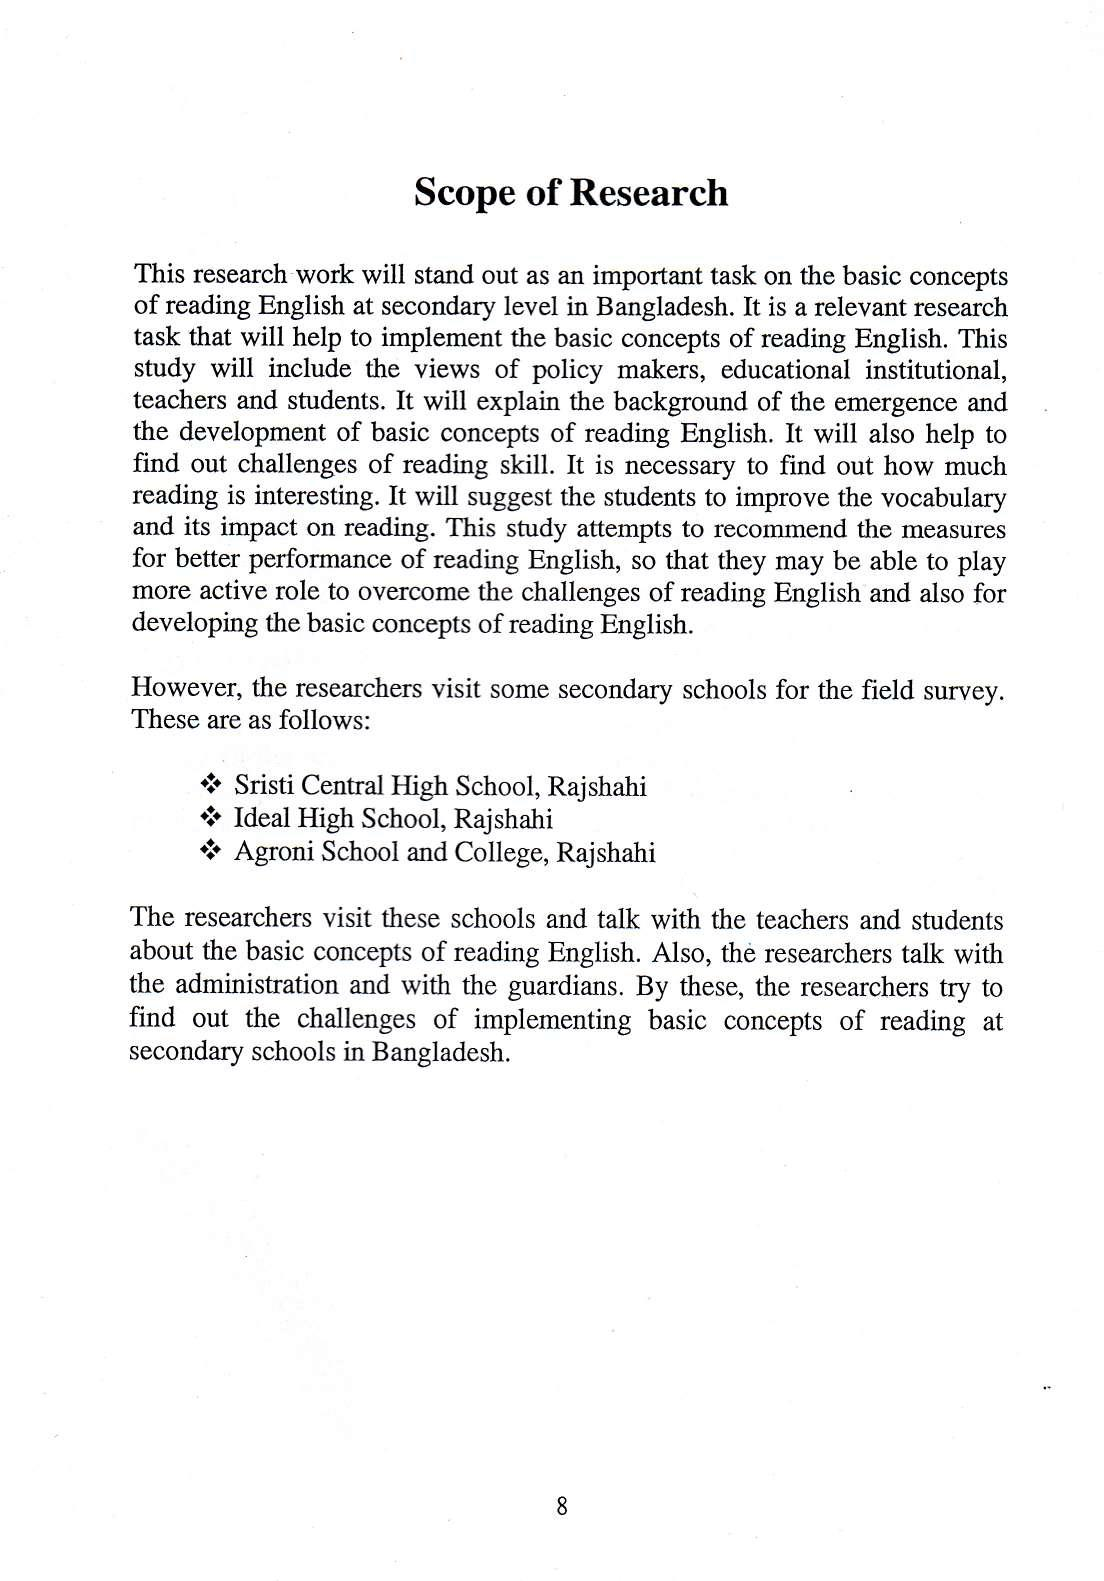 Scope of Research
This research work will stand out as an important task on the basic concepts
of reading English at secondary level in Bangladesh. It is a relevant research
task that will help to implement the basic concepts of reading English. This
study will include the views of policy makers, educational institutional,
teachers and students. It will explain the background of the emergence and
the development of basic concepts of reading English. It will also help to
find out challenges of reading skill. It is necessary to find out how much
reading is interesting. It will suggest the students to improve the vocabulary
and its impact on reading. This study attempts to recommend the measures
for better performance of reading English, so that they may be able to play
more active role to overcome the challenges of reading English and also for
developing the basic concepts of reading English.
However, the researchers visit some secondary schools for the field survey.
These are as follows:
❖ Sristi Central High School, Rajshahi
❖ Ideal High School, Rajshahi
❖ Agroni School and College, Rajshahi
The researchers visit these schools and talk with the teachers and students
about the basic concepts of reading English. Also, the researchers talk with
the administration and with the guardians. By these, the researchers try to
find out the challenges of implementing basic concepts of reading at
secondary schools in Bangladesh.
8